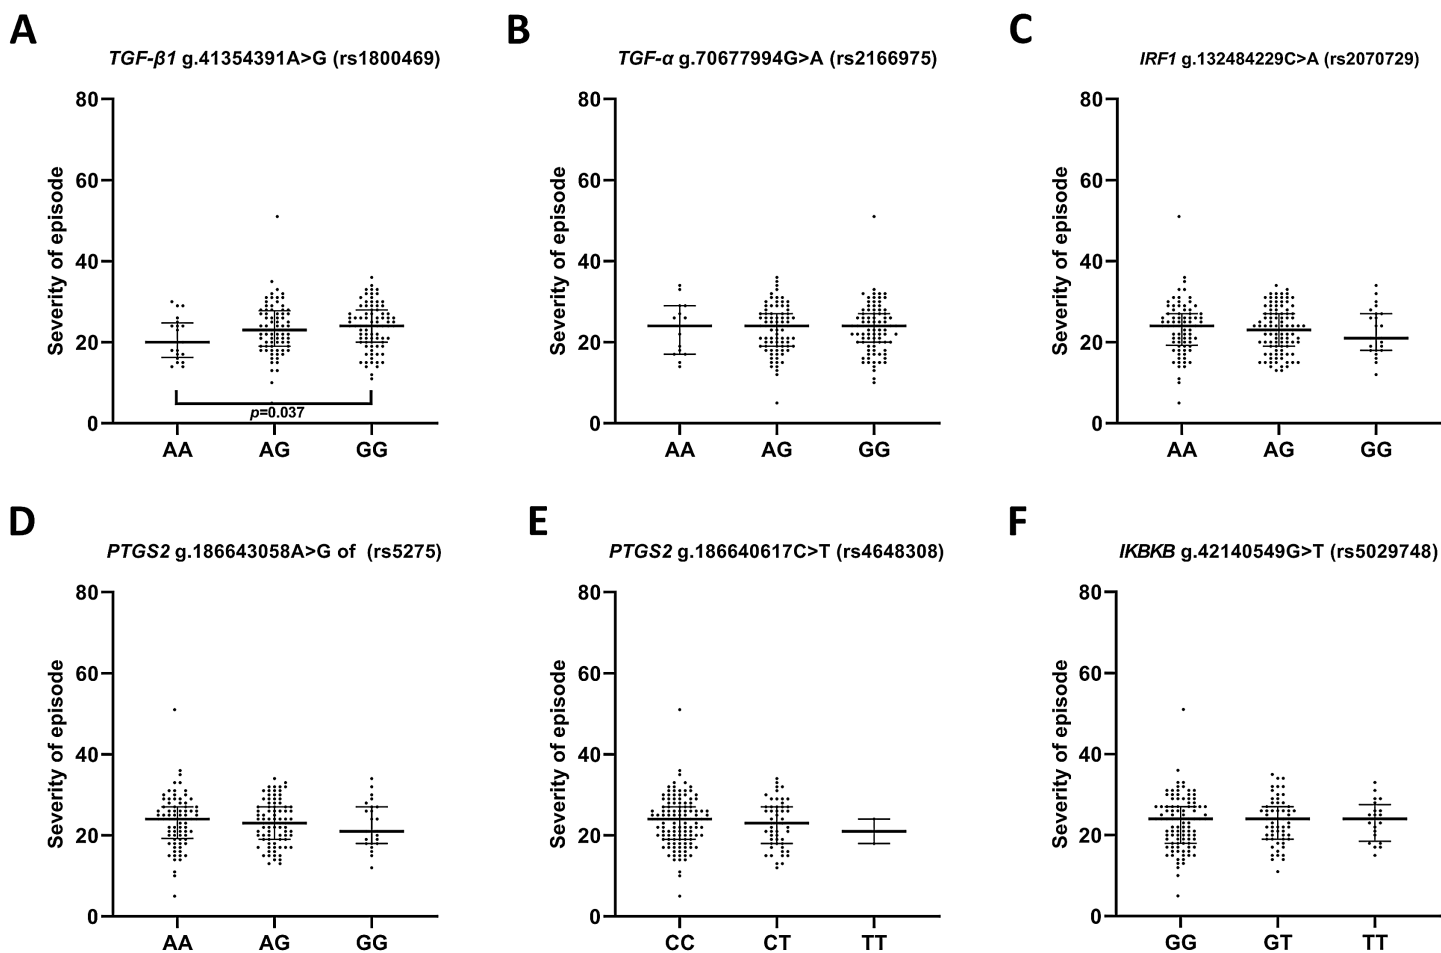 A
TGF-β1 g.41354391A>G (rs1800469)
Severity of episode
80
60
40
20
0
p=0.037
AA AG GG
B
TGF-α g.70677994G>A (rs2166975)
Severity of episode
80
60
40
20
0
AA AG GG
C
IRF1 g.132484229C>A (rs2070729)
Severity of episode
80
60
40
20
0
AA AG GG
D
PTGS2 g.186643058A>G of (rs5275)
Severity of episode
80
60
40
20
0
AA AG GG
E
PTGS2 g.186640617C>T (rs4648308)
Severity of episode
80
60
40
20
0
CC CT TT
F
IKBKB g.42140549G>T (rs5029748)
Severity of episode
80
60
40
20
0
GG GT TT